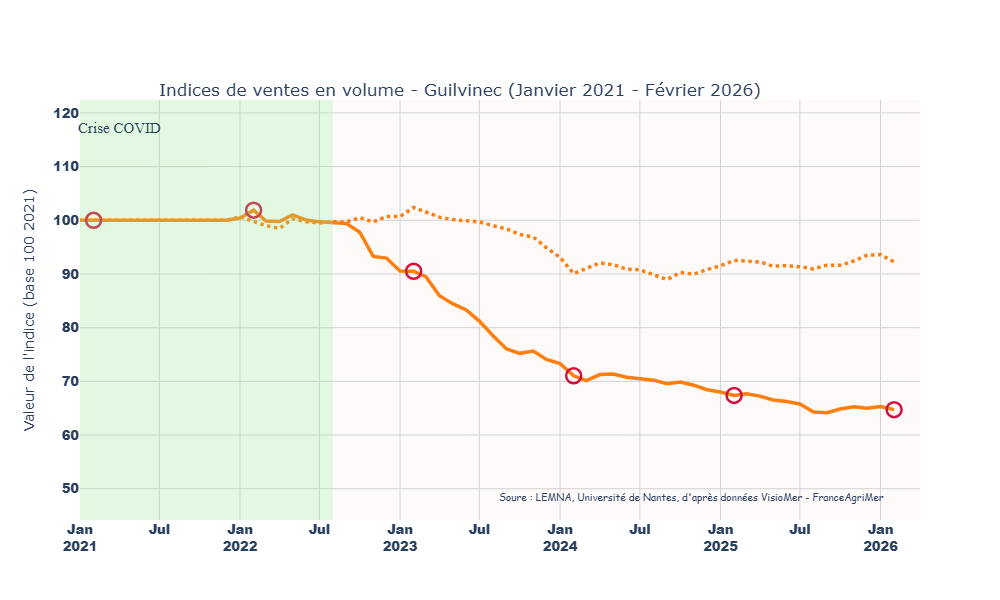 Indices de ventes en volume - Guilvinec (Janvier 2021 - Février 2026)
Crise COVID
Valeur de l'indice (base 100 2021)
120
110
100
90
80
70
60
50
Soure : LEMNA, Université de Nantes, d'après données VisioMer - FranceAgriMer
Jan Jul Jan Jul Jan Jul Jan Jul Jan Jul Jan
2021 2022 2023 2024 2025 2026